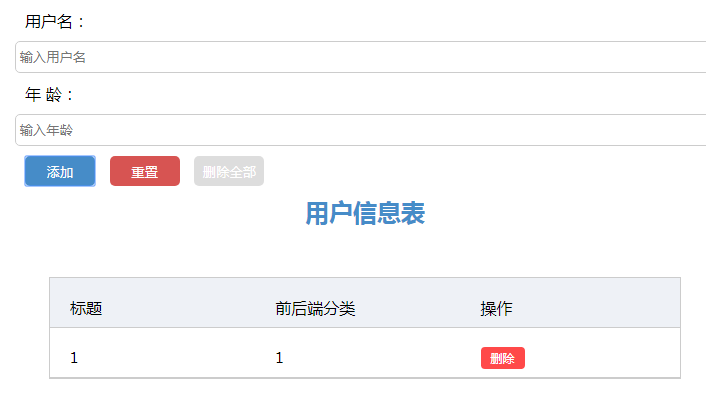 用户名：
输入用户名
年 龄：
输入年龄
添加 重置 删除全部
用户信息表
标题 前后端分类 操作
1 1 删除